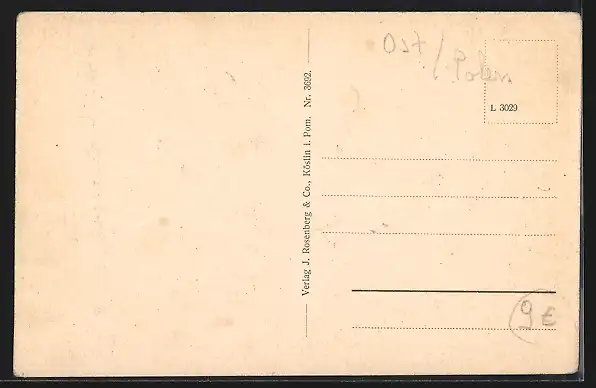 Ost / Polen
L 3029
Verlag J. Rosenberg & Co., Köslin i. Pom. Nr. 3692.
9 €